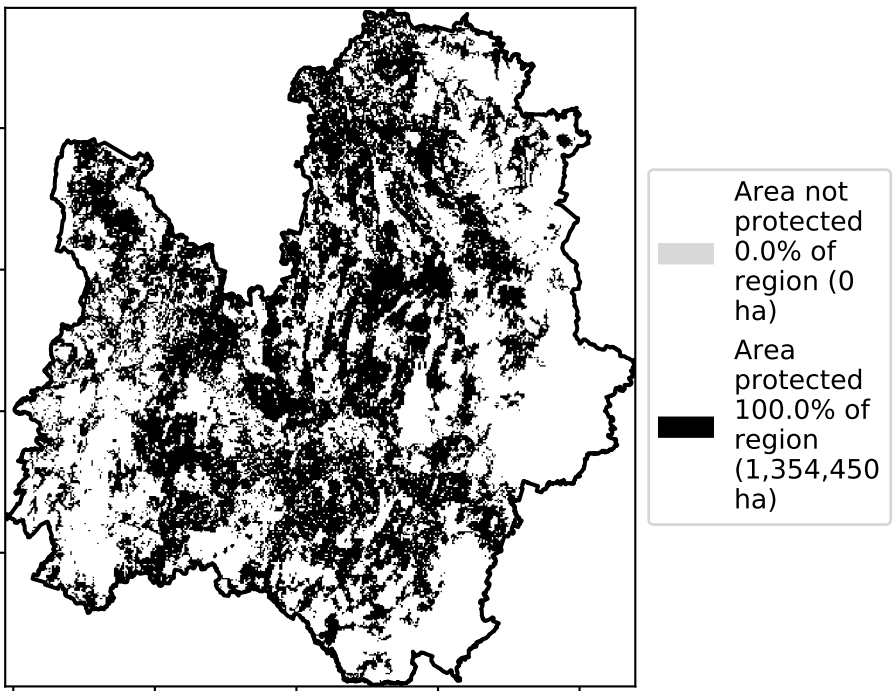 Area not
protected
0.0% of
region (0
ha)
Area
protected
100.0% of
region
(1,354,450
ha)